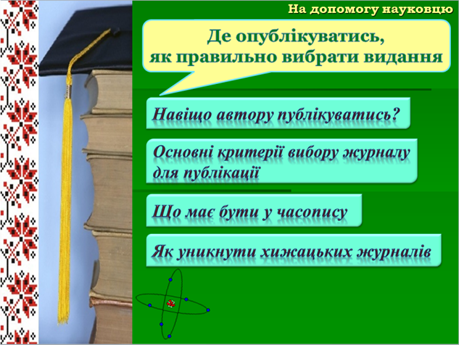 На допомогу науковцю
Де опублікуватись,
як правильно вибрати видання
Навіщо автору публікуватись?
Основні критерії вибору журналу
для публікації
Що має бути у часопису
Як уникнути хижацьких журналів